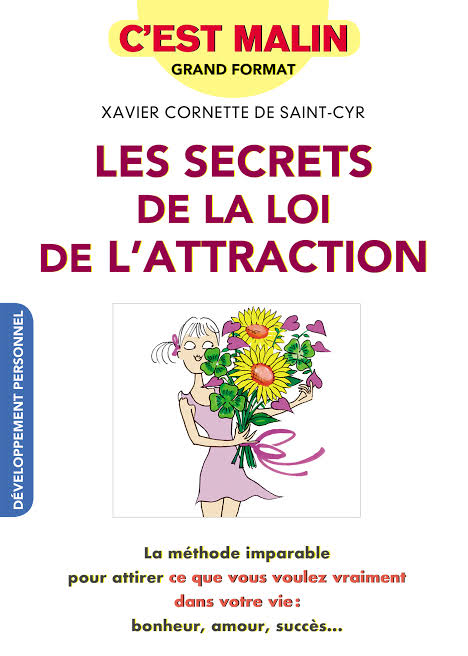 C'EST MALIN
GRAND FORMAT
XAVIER CORNETTE DE SAINT-CYR
LES SECRETS
DE LA LOI
DE L'ATTRACTION
DÉVELOPPEMENT PERSONNEL
La méthode imparable
pour attirer ce que vous voulez vraiment
dans votre vie :
bonheur, amour, succès...